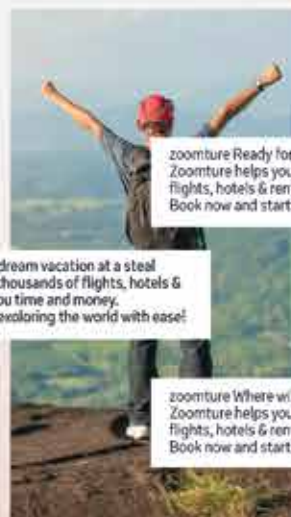 zoomture Ready for
Zoomture helps you
flights, hotels & ren
Book now and start
dream vacation at a steal
thousands of flights, hotels &
ou time and money.
exploring the world with ease!
zoomture Where wi
Zoomture helps you
flights, hotels & ren
Book now and start